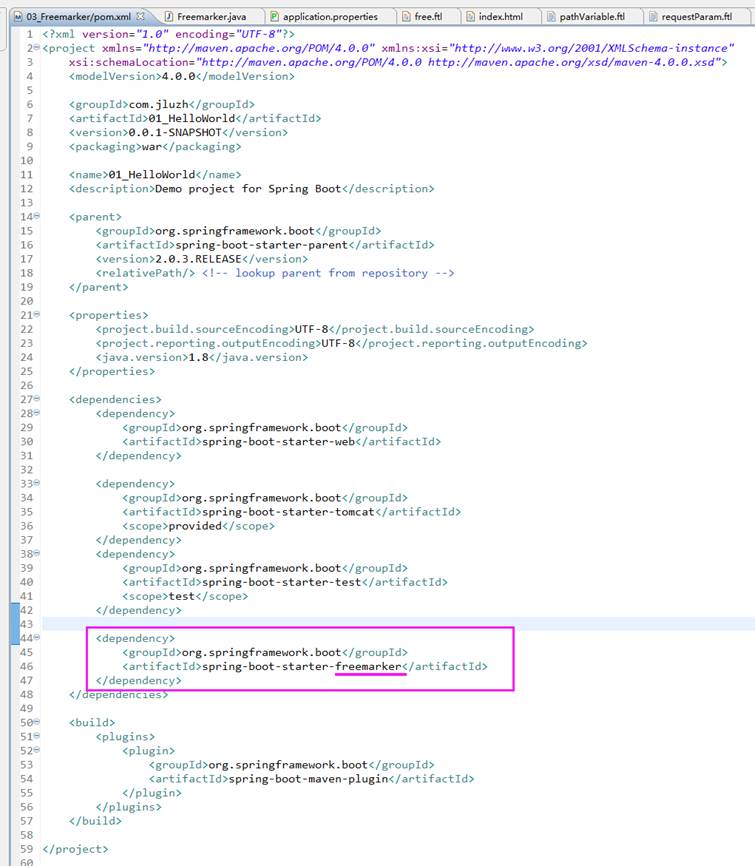 03_Freemarker/pom.xml Freemarker.java application.properties free.ftl index.html pathVariable.ftl requestParam.ftl
1 <?xml version="1.0" encoding="UTF-8"?>
2 <project xmlns="http://maven.apache.org/POM/4.0.0" xmlns:xsi="http://www.w3.org/2001/XMLSchema-instance"
3 xsi:schemaLocation="http://maven.apache.org/POM/4.0.0 http://maven.apache.org/xsd/maven-4.0.0.xsd">
4 <modelVersion>4.0.0</modelVersion>
5
6 <groupId>com.jluzh</groupId>
7 <artifactId>01_HelloWorld</artifactId>
8 <version>0.0.1-SNAPSHOT</version>
9 <packaging>war</packaging>
10
11 <name>01_HelloWorld</name>
12 <description>Demo project for Spring Boot</description>
13
14 <parent>
15 <groupId>org.springframework.boot</groupId>
16 <artifactId>spring-boot-starter-parent</artifactId>
17 <version>2.0.3.RELEASE</version>
18 <relativePath/> <!-- lookup parent from repository -->
19 </parent>
20
21 <properties>
22 <project.build.sourceEncoding>UTF-8</project.build.sourceEncoding>
23 <project.reporting.outputEncoding>UTF-8</project.reporting.outputEncoding>
24 <java.version>1.8</java.version>
25 </properties>
26
27 <dependencies>
28 <dependency>
29 <groupId>org.springframework.boot</groupId>
30 <artifactId>spring-boot-starter-web</artifactId>
31 </dependency>
32
33 <dependency>
34 <groupId>org.springframework.boot</groupId>
35 <artifactId>spring-boot-starter-tomcat</artifactId>
36 <scope>provided</scope>
37 </dependency>
38 <dependency>
39 <groupId>org.springframework.boot</groupId>
40 <artifactId>spring-boot-starter-test</artifactId>
41 <scope>test</scope>
42 </dependency>
43
44 <dependency>
45 <groupId>org.springframework.boot</groupId>
46 <artifactId>spring-boot-starter-freemarker</artifactId>
47 </dependency>
48 </dependencies>
49
50 <build>
51 <plugins>
52 <plugin>
53 <groupId>org.springframework.boot</groupId>
54 <artifactId>spring-boot-maven-plugin</artifactId>
55 </plugin>
56 </plugins>
57 </build>
58
59 </project>
60